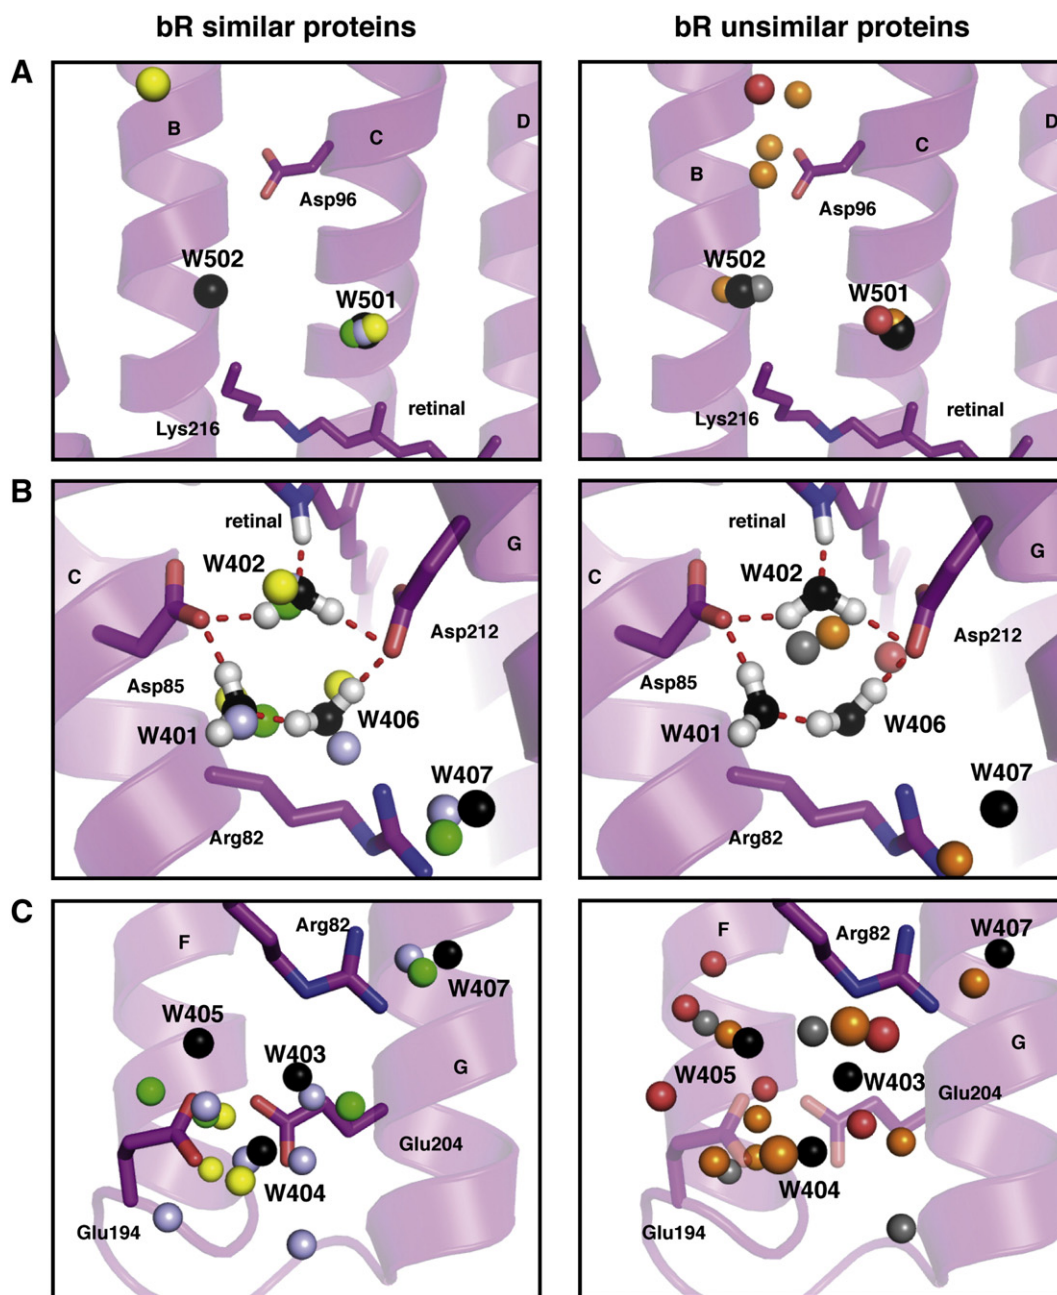 bR similar proteins
bR unsimilar proteins
A
B
C
D
Asp96
W502
W501
Lys216
retinal
B
C
D
Asp96
W502
W501
Lys216
retinal
B
retinal
G
C
W402
Asp212
Asp85
W401
W406
W407
Arg82
retinal
G
C
W402
Asp212
Asp85
W401
W406
W407
Arg82
C
F
Arg82
W407
W405
W403
G
Glu204
W404
Glu194
F
Arg82
W407
G
W405
W403
Glu204
W404
Glu194